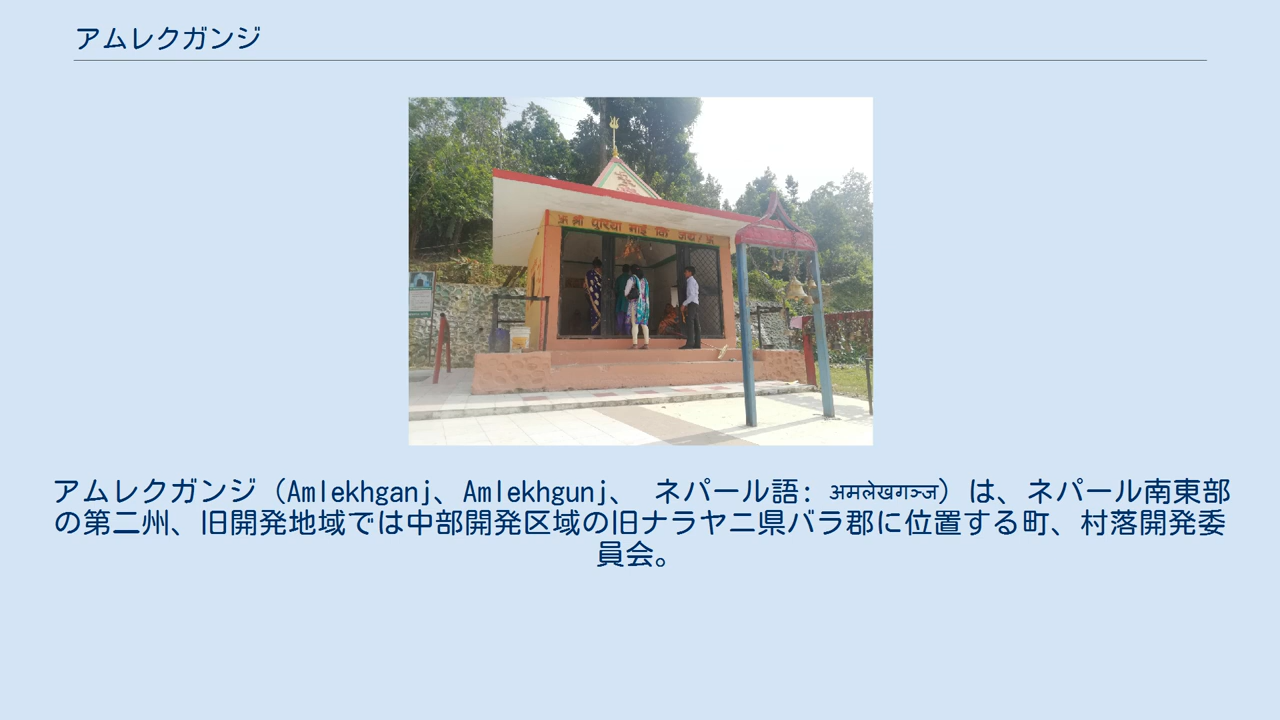 アムレクガンジ
श्री पुरिया माई कि जय/
アムレクガンジ（Amlekhganj、Amlekhgunj、 ネパール語: अमलेखगञ्ज）は、ネパール南東部
の第二州、旧開発地域では中部開発区域の旧ナラヤニ県バラ郡に位置する町、村落開発委
員会。